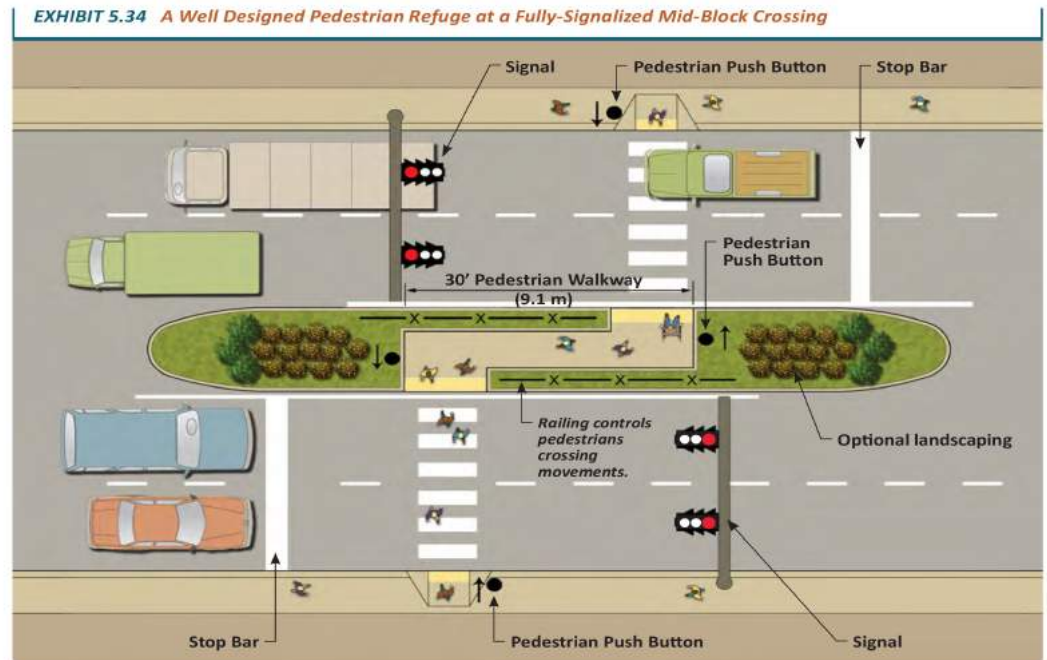 EXHIBIT 5.34 A Well Designed Pedestrian Refuge at a Fully-Signalized Mid-Block Crossing
Signal
Pedestrian Push Button
Stop Bar
Pedestrian
Push Button
30' Pedestrian Walkway
(9.1 m)
Railing controls
pedestrians
crossing
movements.
Optional landscaping
Stop Bar
Pedestrian Push Button
Signal